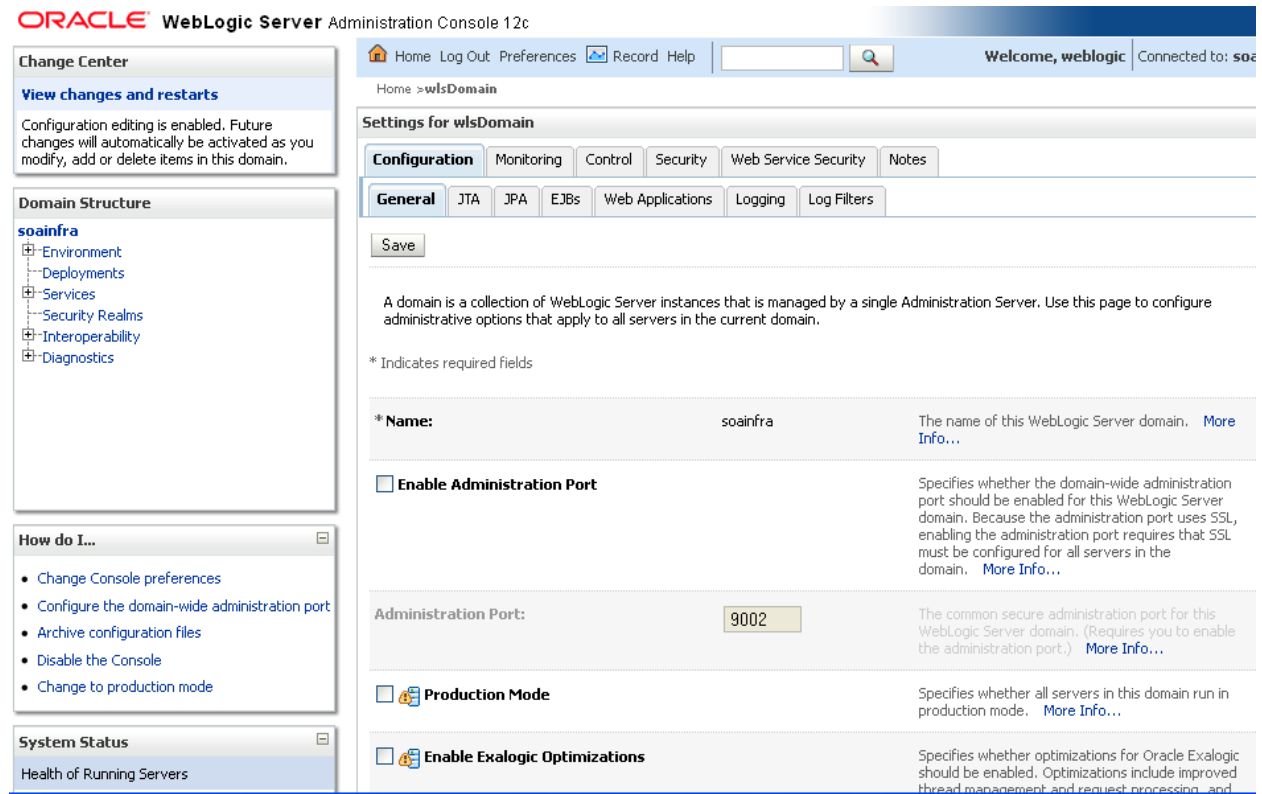 ORACLE WebLogic Server Administration Console 12c
Change Center
View changes and restarts
Configuration editing is enabled. Future
changes will automatically be activated as you
modify, add or delete items in this domain.
Domain Structure
soainfra
Environment
Deployments
Services
Security Realms
Interoperability
Diagnostics
How do I...
Change Console preferences
Configure the domain-wide administration port
Archive configuration files
Disable the Console
Change to production mode
System Status
Health of Running Servers
Home Log Out Preferences Record Help
Welcome, weblogic Connected to: soa
Home >wlsDomain
Settings for wlsDomain
Configuration Monitoring Control Security Web Service Security Notes
General JTA JPA EJBs Web Applications Logging Log Filters
Save
A domain is a collection of WebLogic Server instances that is managed by a single Administration Server. Use this page to configure
administrative options that apply to all servers in the current domain.
* Indicates required fields
* Name: soainfra
The name of this WebLogic Server domain. More
Info...
Enable Administration Port
Specifies whether the domain-wide administration
port should be enabled for this WebLogic Server
domain. Because the administration port uses SSL,
enabling the administration port requires that SSL
must be configured for all servers in the
domain. More Info...
Administration Port: 9002
The common secure administration port for this
WebLogic Server domain. (Requires you to enable
the administration port.) More Info...
Production Mode
Specifies whether all servers in this domain run in
production mode. More Info...
Enable Exalogic Optimizations
Specifies whether optimizations for Oracle Exalogic
should be enabled. Optimizations include improved
thread management and request processing, and